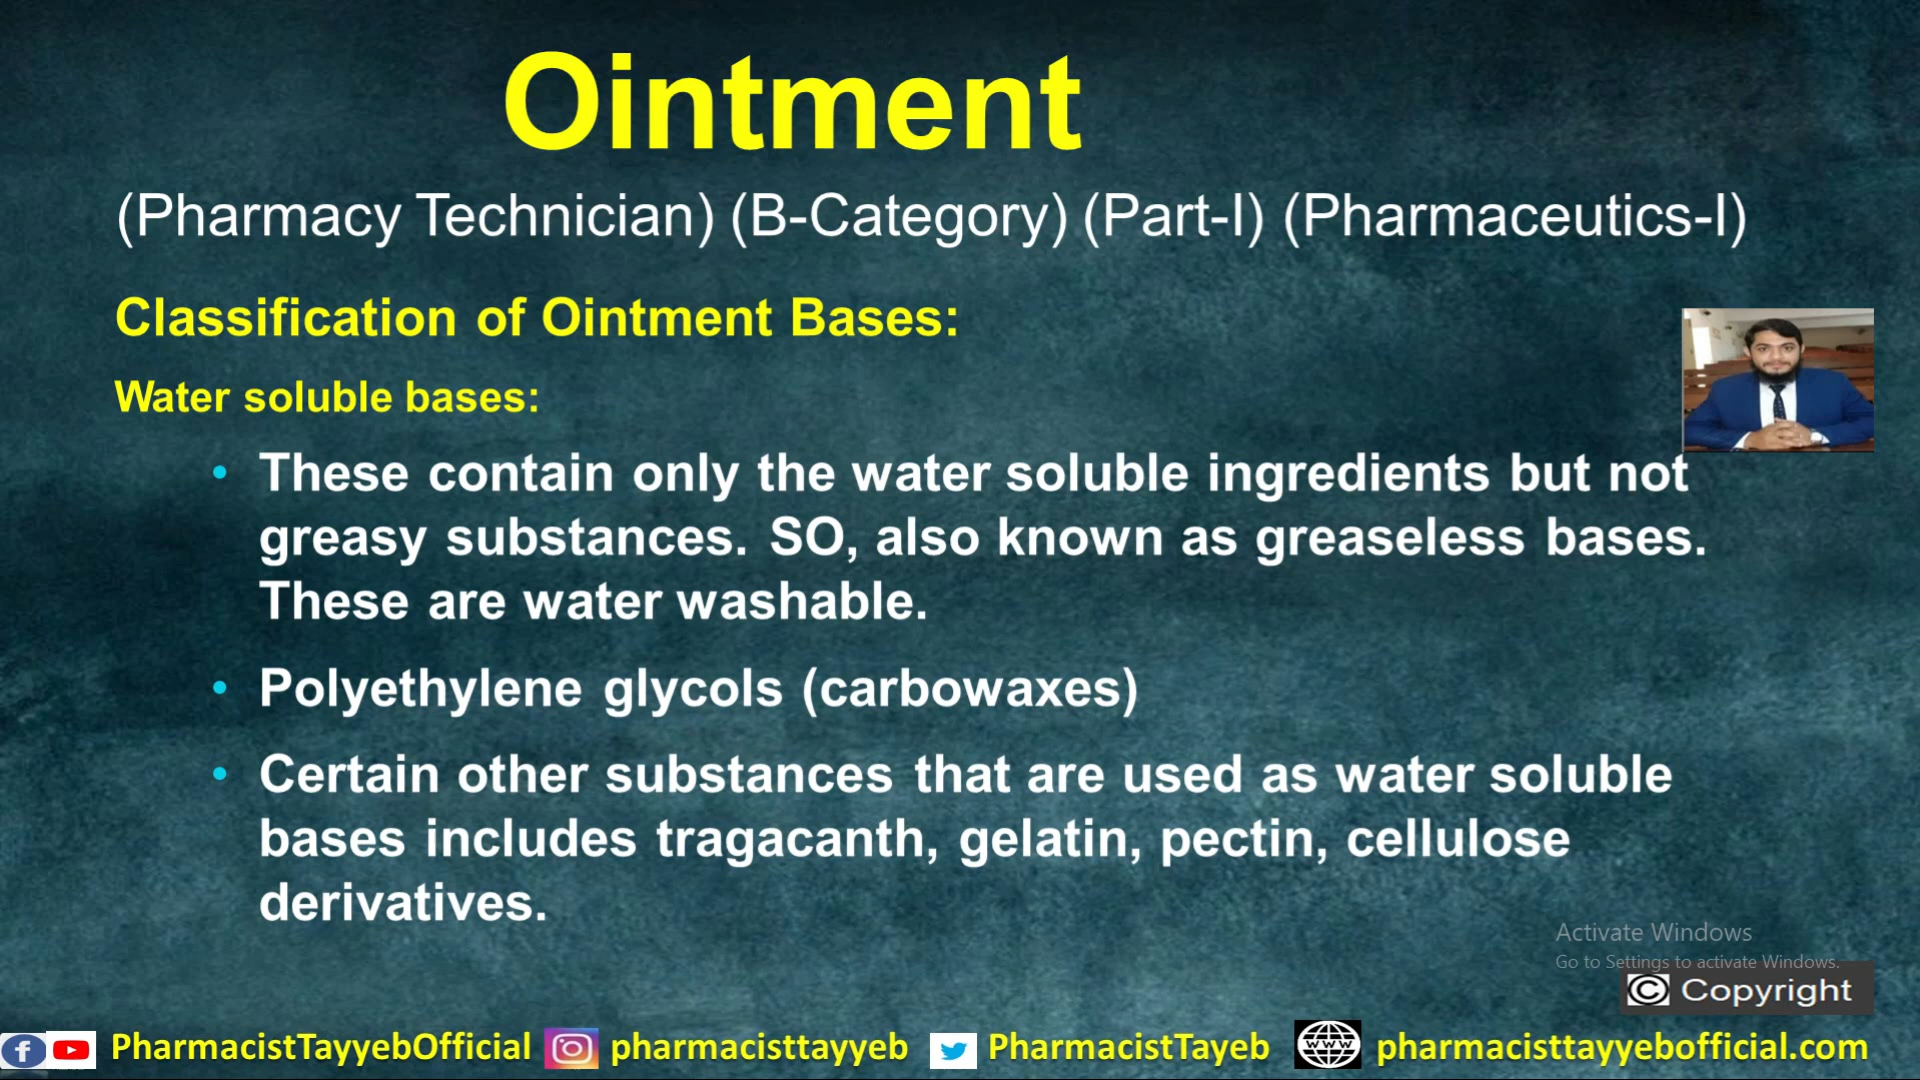 Ointment
(Pharmacy Technician) (B-Category) (Part-I) (Pharmaceutics-I)
Classification of Ointment Bases:
Water soluble bases:
• These contain only the water soluble ingredients but not
greasy substances. SO, also known as greaseless bases.
These are water washable.
• Polyethylene glycols (carbowaxes)
• Certain other substances that are used as water soluble
bases includes tragacanth, gelatin, pectin, cellulose
derivatives.
Activate Windows
Go to Settings to activate Windows.
© Copyright
f PharmacistTayyebOfficial pharmacisttayyeb PharmacistTayeb WWW pharmacisttayyebofficial.com